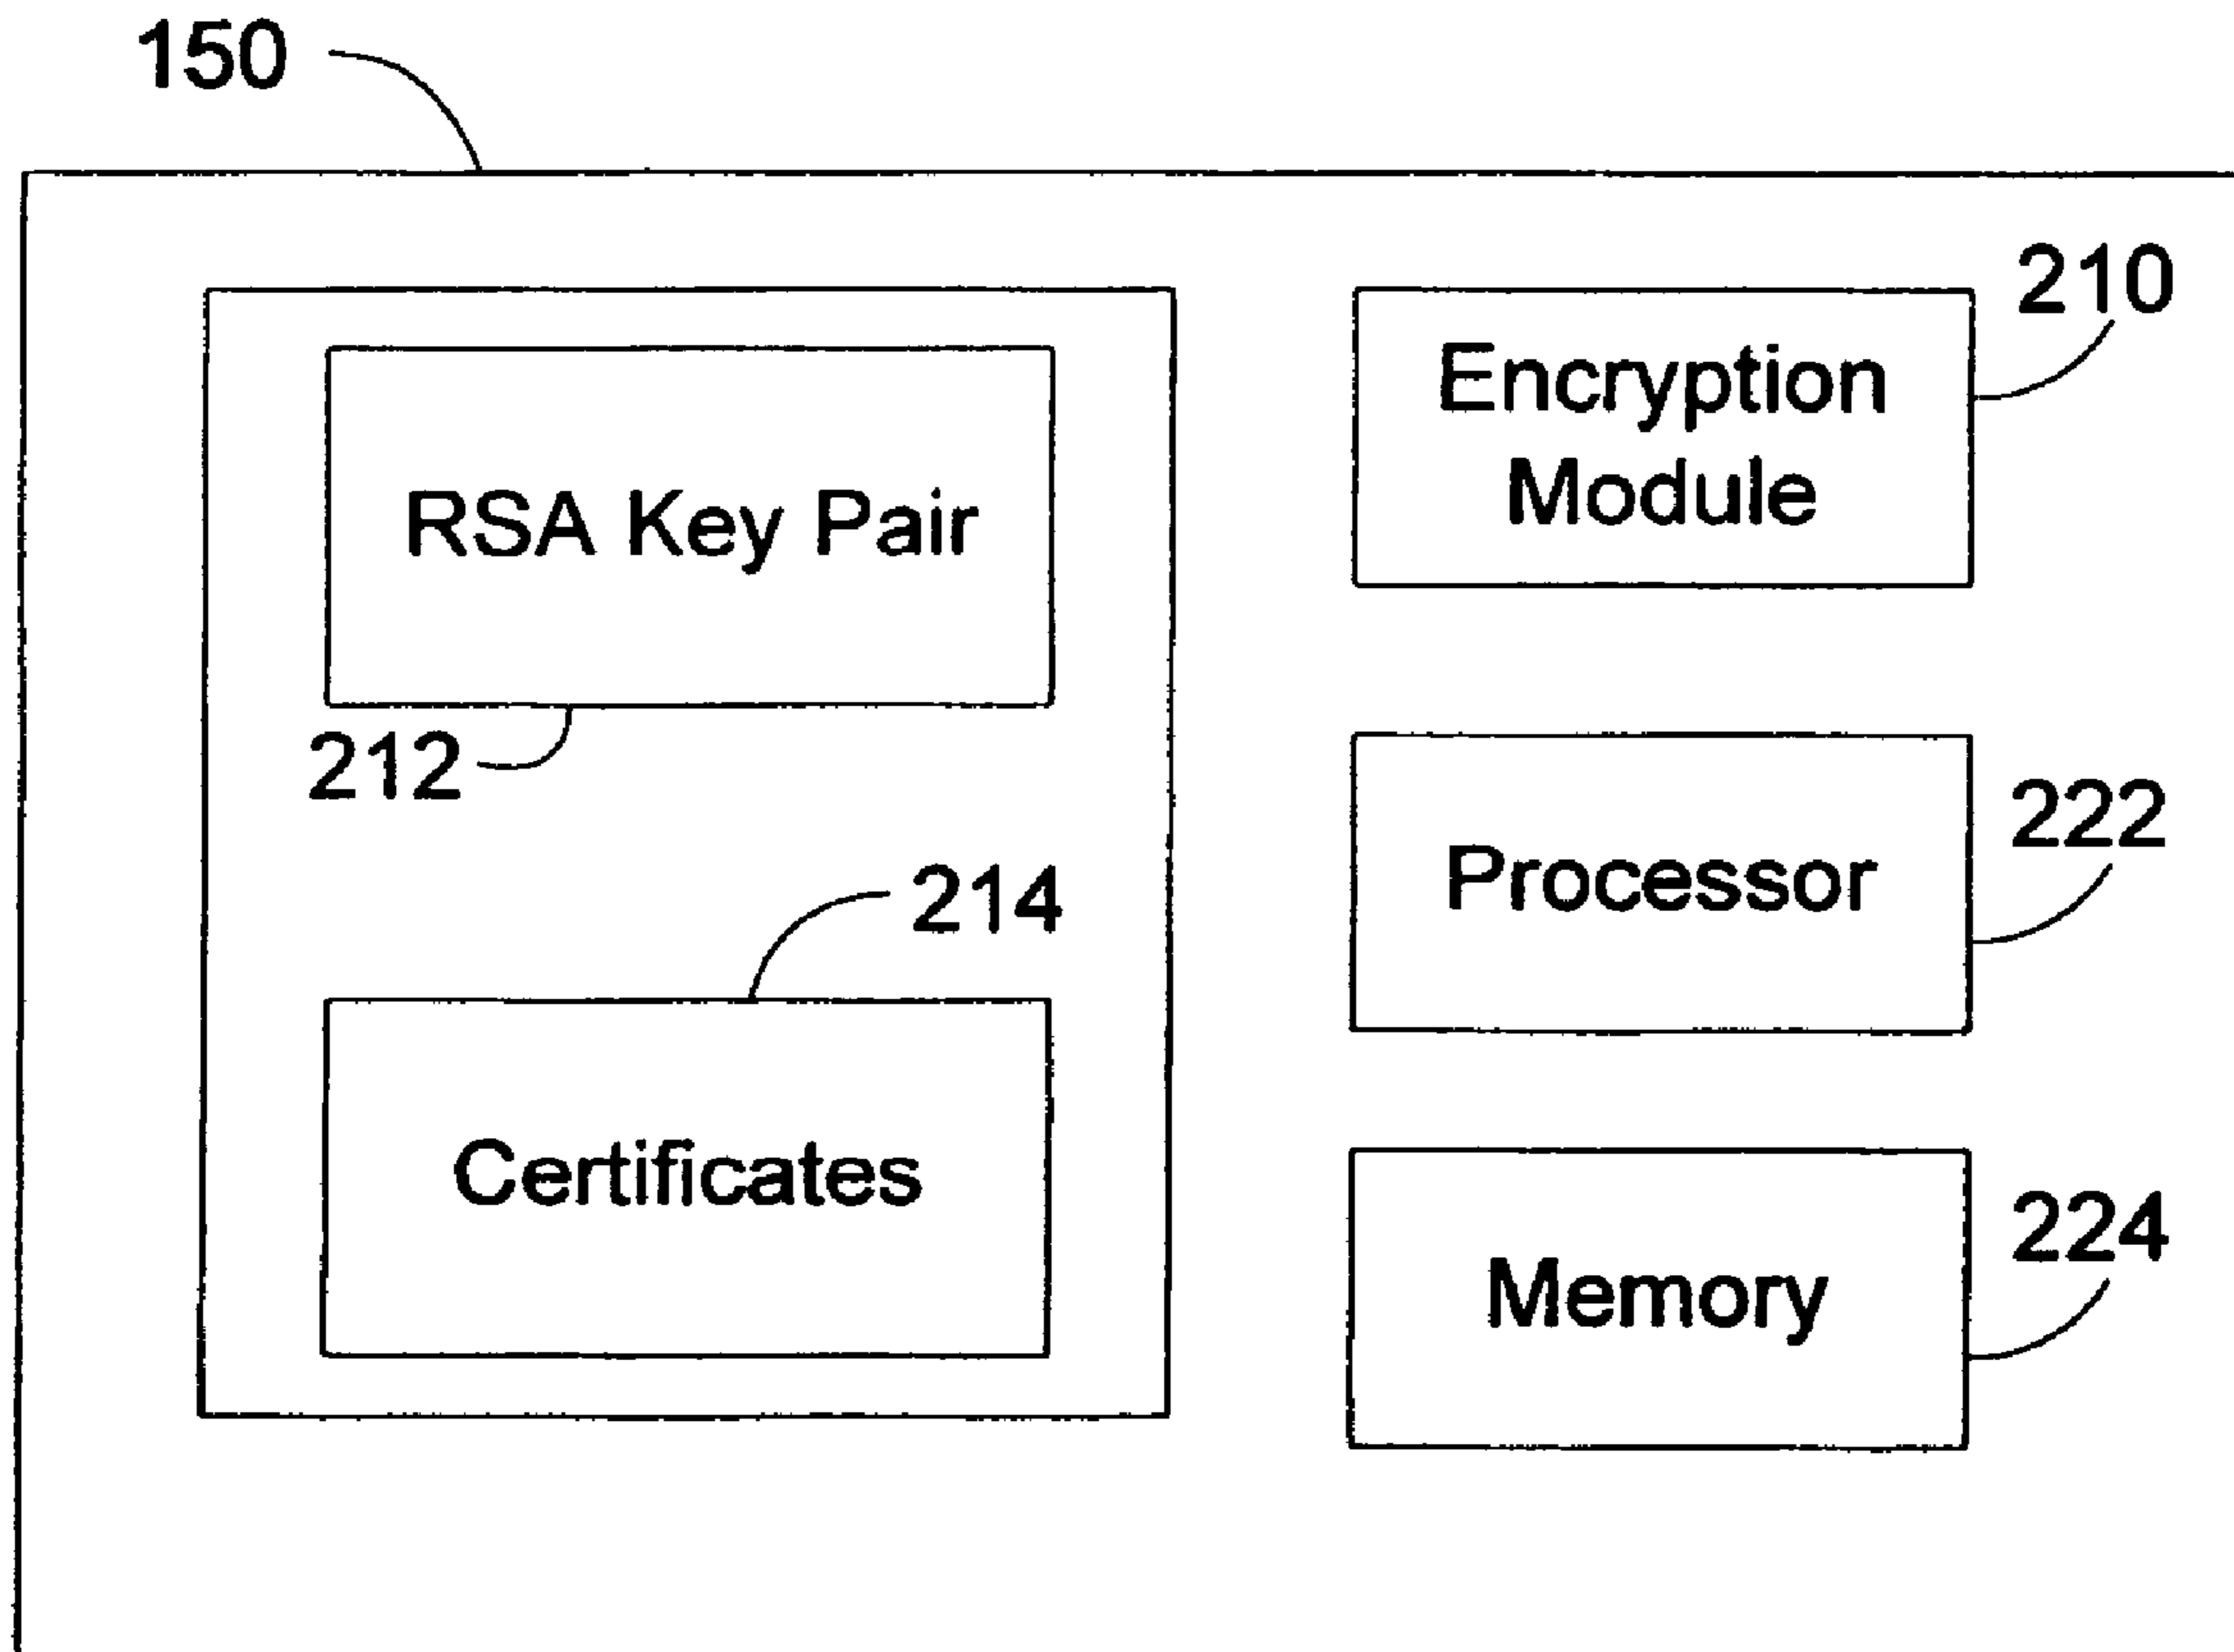 150
210
Encryption
Module
RSA Key Pair
212
222
Processor
214
Certificates
224
Memory